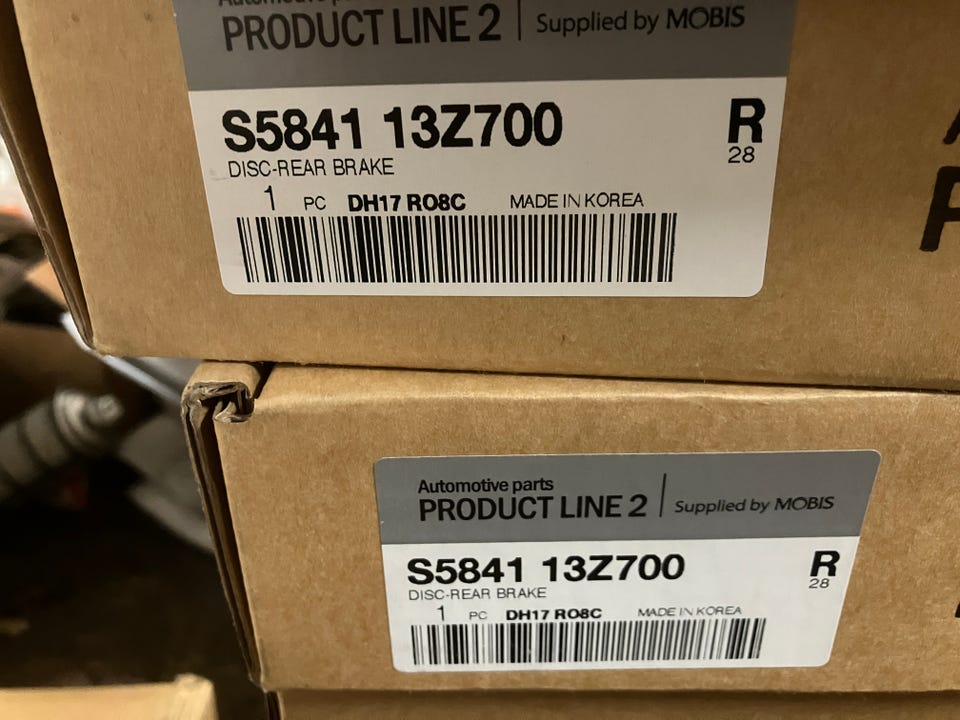 Automotive parts
PRODUCT LINE 2 | Supplied by MOBIS
S5841 13Z700
R
28
DISC-REAR BRAKE
1 PC DH17 RO8C MADE IN KOREA
Automotive parts
PRODUCT LINE 2 | Supplied by MOBIS
S5841 13Z700
R
28
DISC-REAR BRAKE
1 PC DH17 RO8C MADE IN KOREA